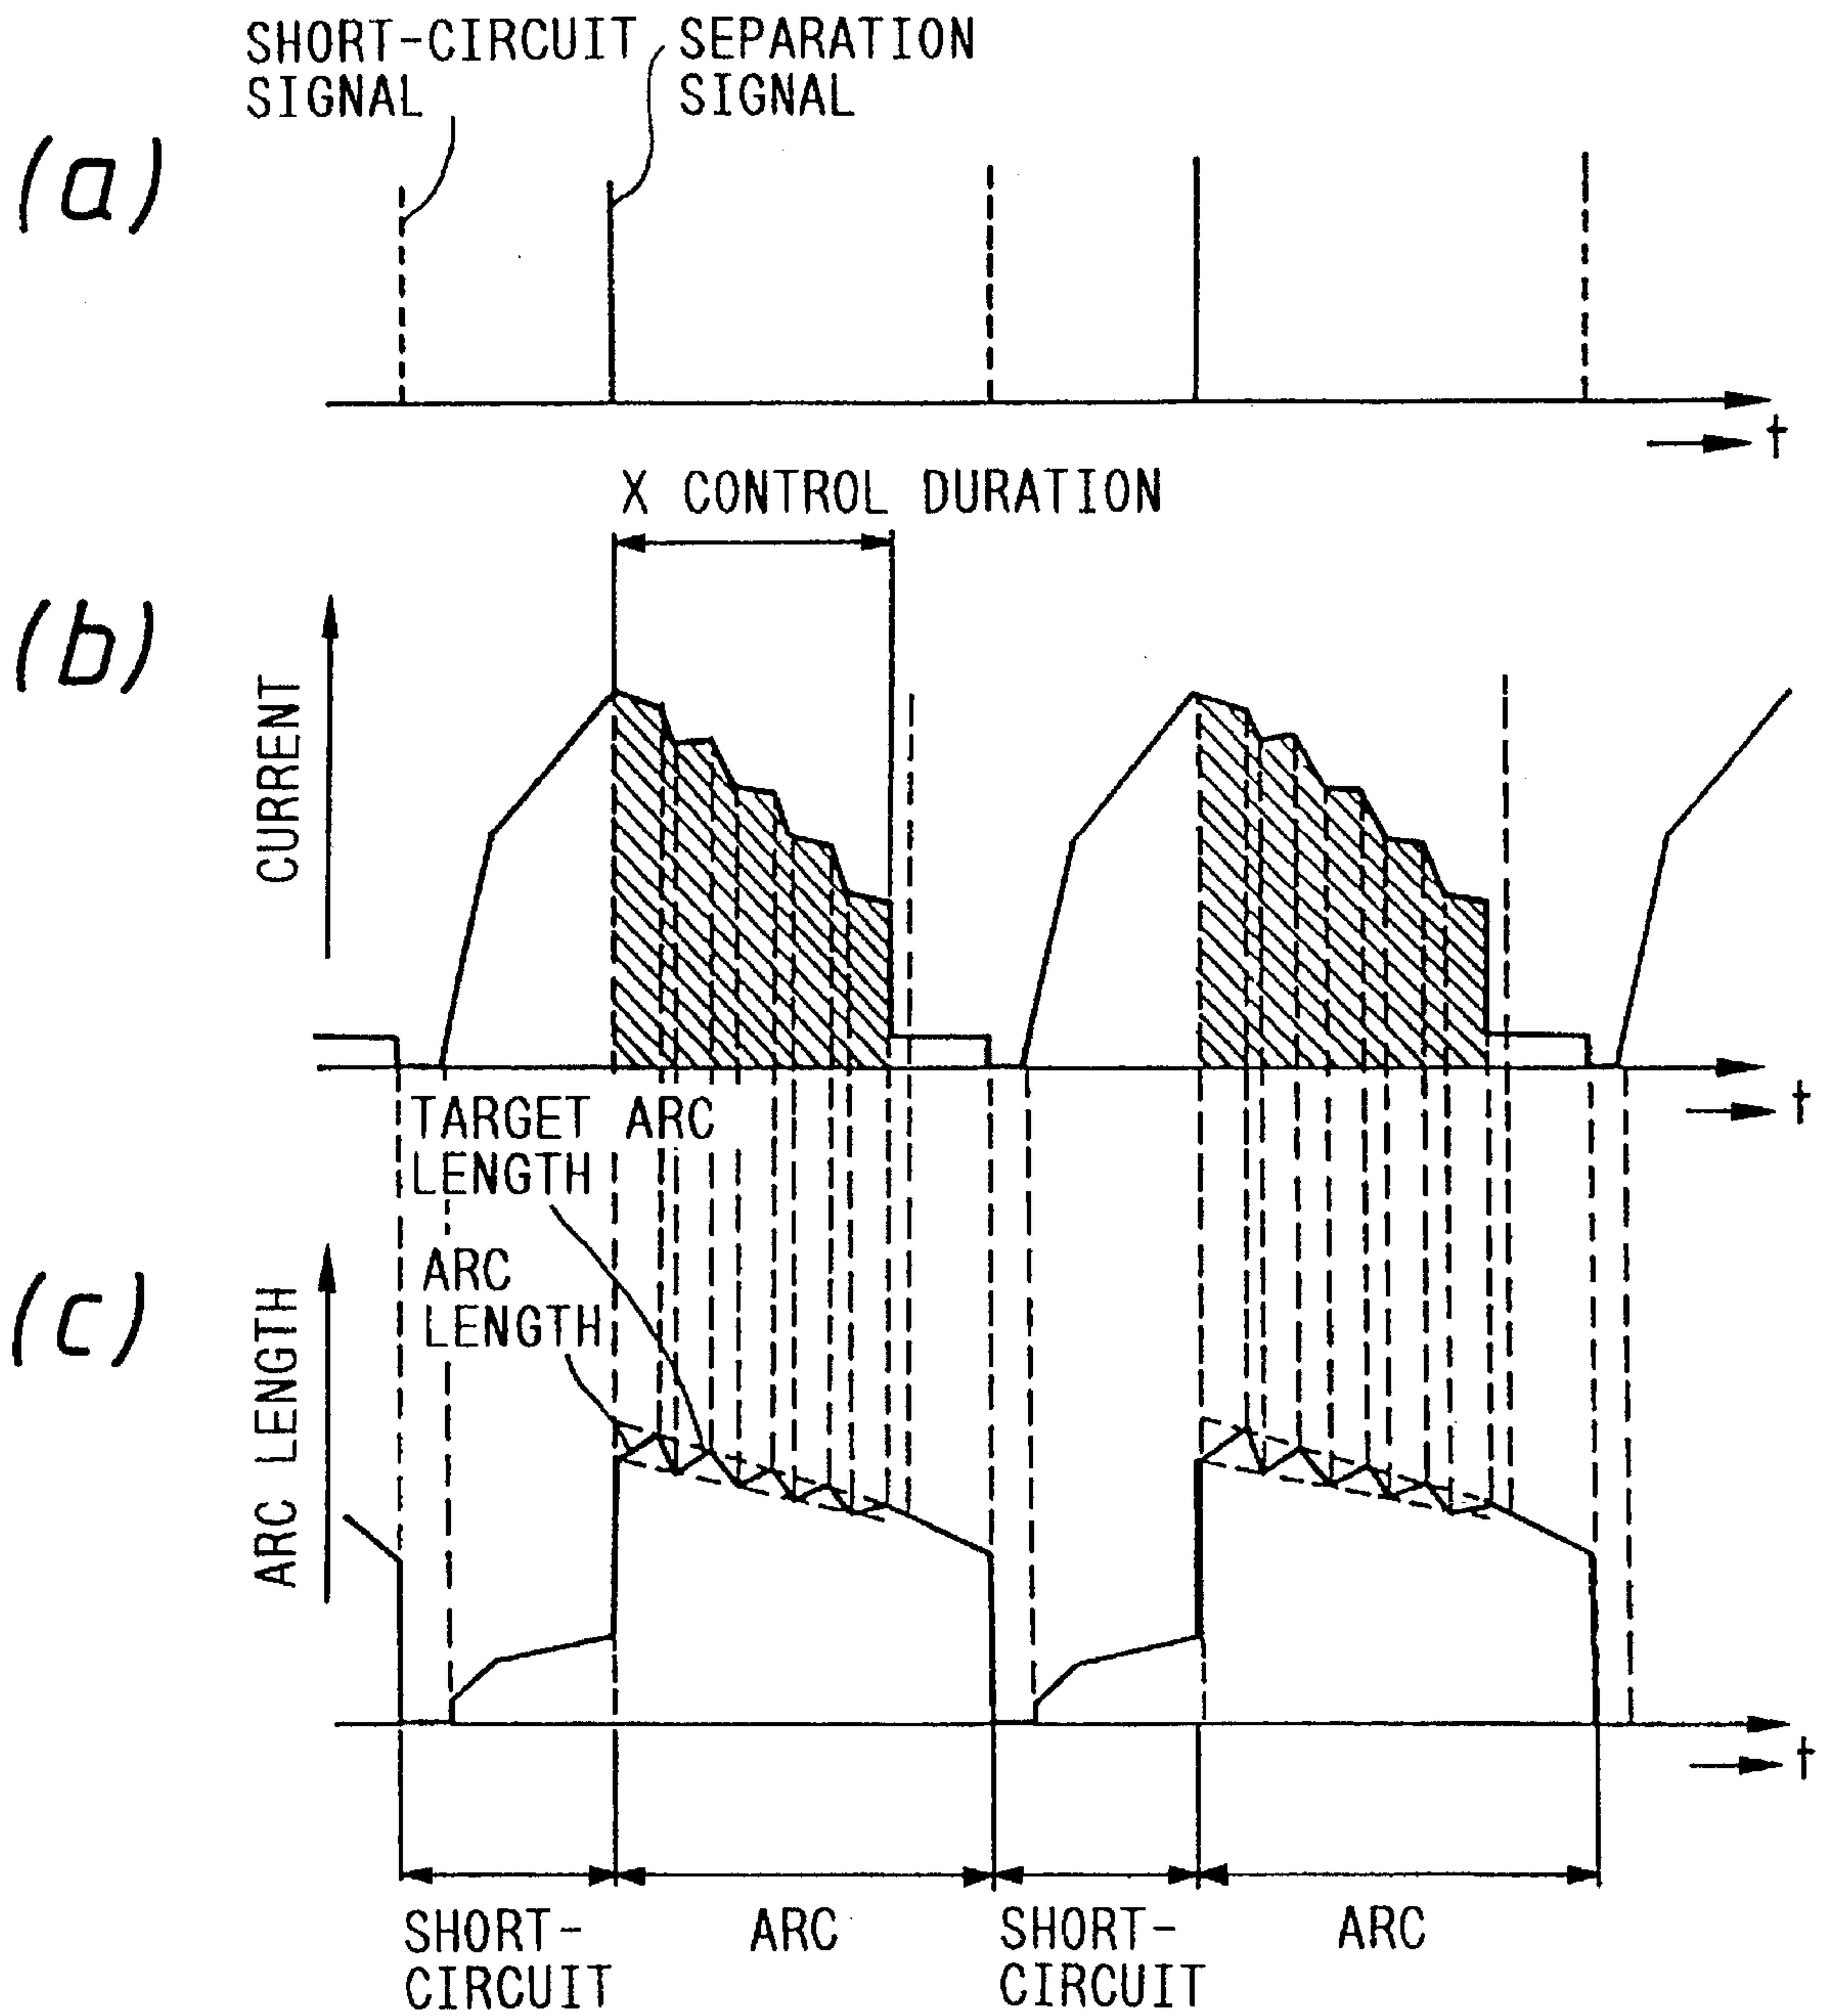 SHORT-CIRCUIT
SIGNAL
SEPARATION
SIGNAL
(a)
t
X CONTROL DURATION
(b)
CURRENT
t
TARGET ARC
LENGTH
ARC
LENGTH
(c)
ARC LENGTH
t
SHORT-
CIRCUIT
ARC
SHORT-
CIRCUIT
ARC